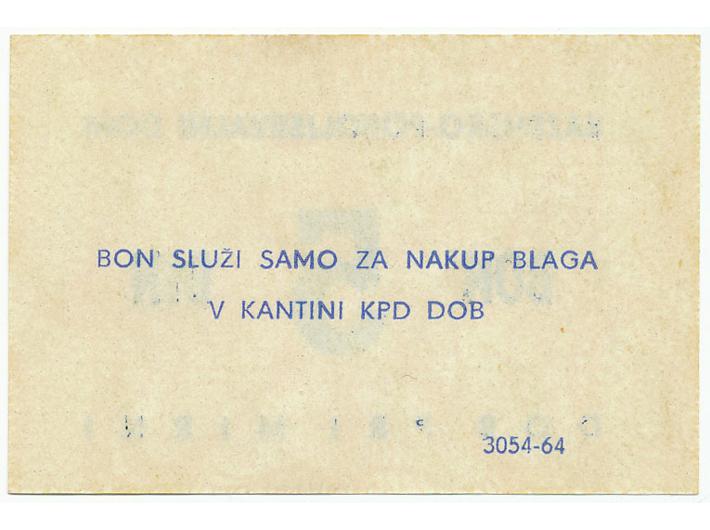 BON SLUŽI SAMO ZA NAKUP BLAGA
V KANTINI KPD DOB
3054-64